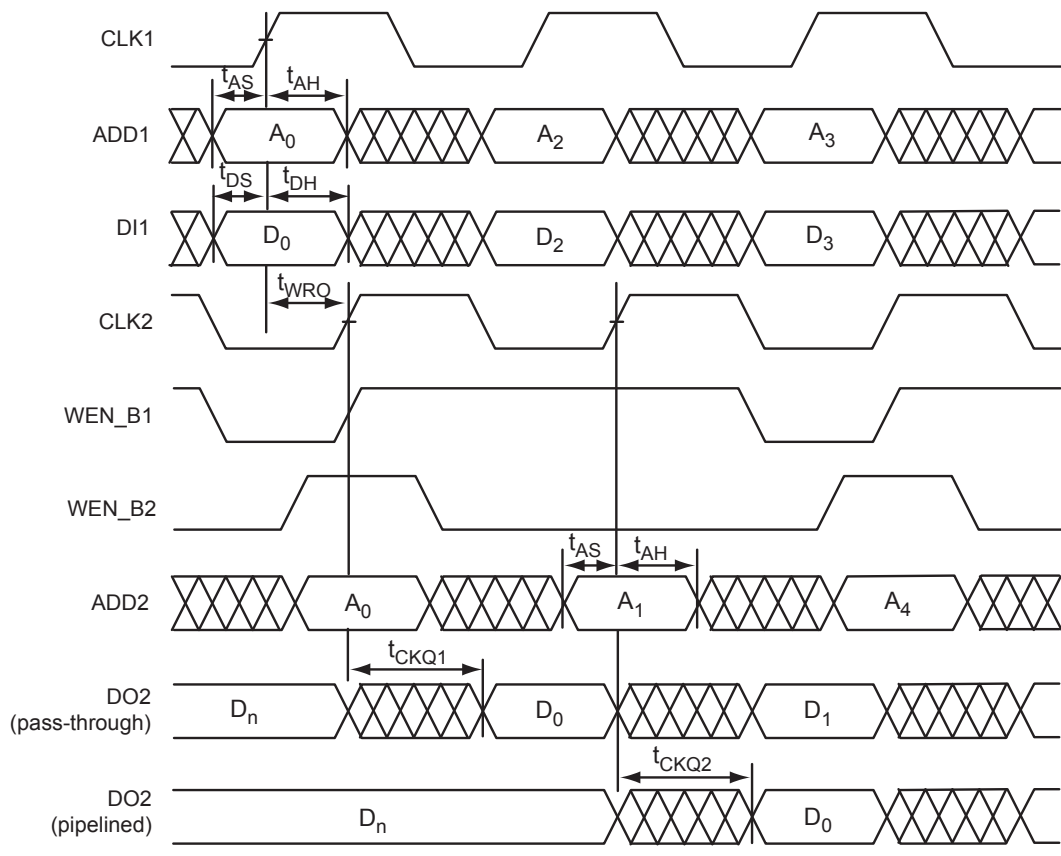 CLK1
tAS tAH
ADD1 A0 A2 A3
tDS tDH
DI1 D0 D2 D3
tWRO
CLK2
WEN_B1
WEN_B2
tAS tAH
ADD2 A0 A1 A4
tCKQ1
DO2
(pass-through)
Dn D0 D1
tCKQ2
DO2
(pipelined)
Dn D0